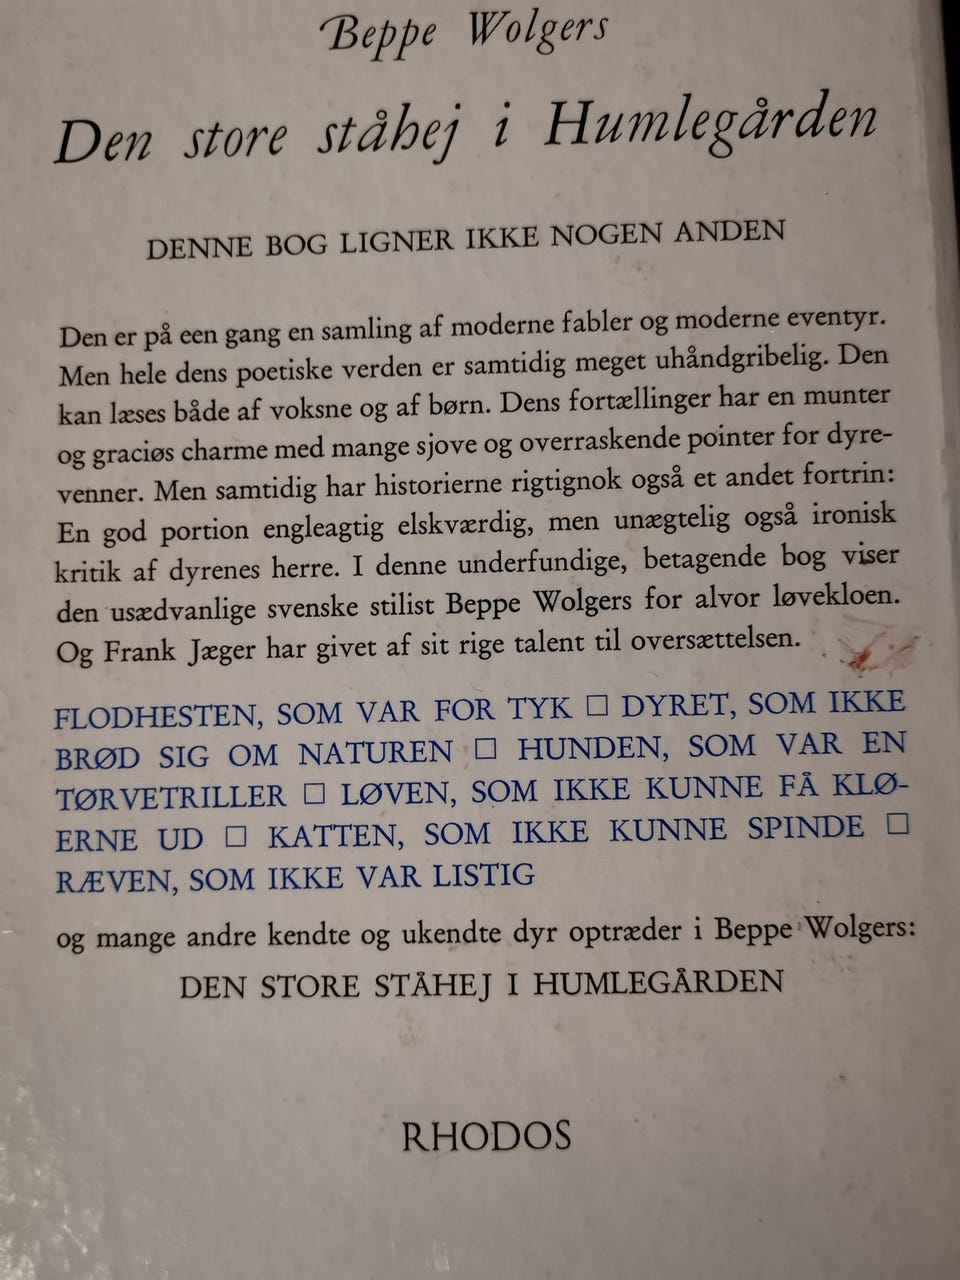 Beppe Wolgers
Den store ståhej i Humlegården
DENNE BOG LIGNER IKKE NOGEN ANDEN
Den er på een gang en samling af moderne fabler og moderne eventyr.
Men hele dens poetiske verden er samtidig meget uhåndgribelig. Den
kan læses både af voksne og af børn. Dens fortællinger har en munter
og graciøs charme med mange sjove og overraskende pointer for dyre-
venner. Men samtidig har historierne rigtignok også et andet fortrin:
En god portion engleagtig elskværdig, men unægtelig også ironisk
kritik af dyrenes herre. I denne underfundige, betagende bog viser
den usædvanlige svenske stilist Beppe Wolgers for alvor løvekloen.
Og Frank Jæger har givet af sit rige talent til oversættelsen.
FLODHESTEN, SOM VAR FOR TYK □ DYRET, SOM IKKE
BRØD SIG OM NATUREN □ HUNDEN, SOM VAR EN
TØRVETRILLER □ LØVEN, SOM IKKE KUNNE FÅ KLØ-
ERNE UD □ KATTEN, SOM IKKE KUNNE SPINDE □
RÆVEN, SOM IKKE VAR LISTIG
og mange andre kendte og ukendte dyr optræder i Beppe Wolgers:
DEN STORE STÅHEJ I HUMLEGÅRDEN
RHODOS